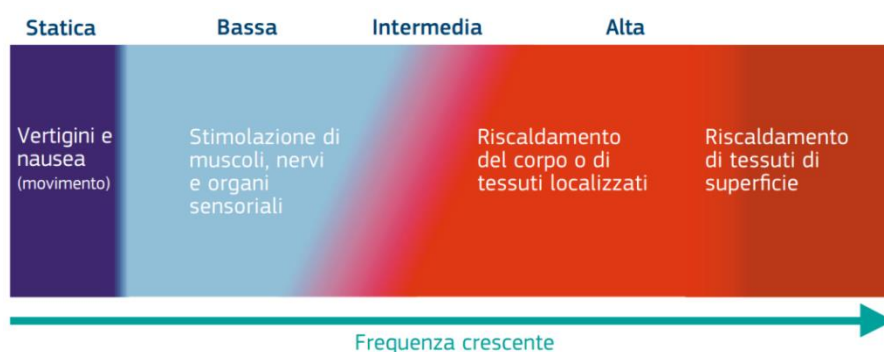 Statica
Bassa
Intermedia
Alta
Vertigini e
nausea
(movimento)
Stimolazione di
muscoli, nervi
e organi
sensoriali
Riscaldamento
del corpo o di
tessuti localizzati
Riscaldamento
di tessuti di
superficie
Frequenza crescente